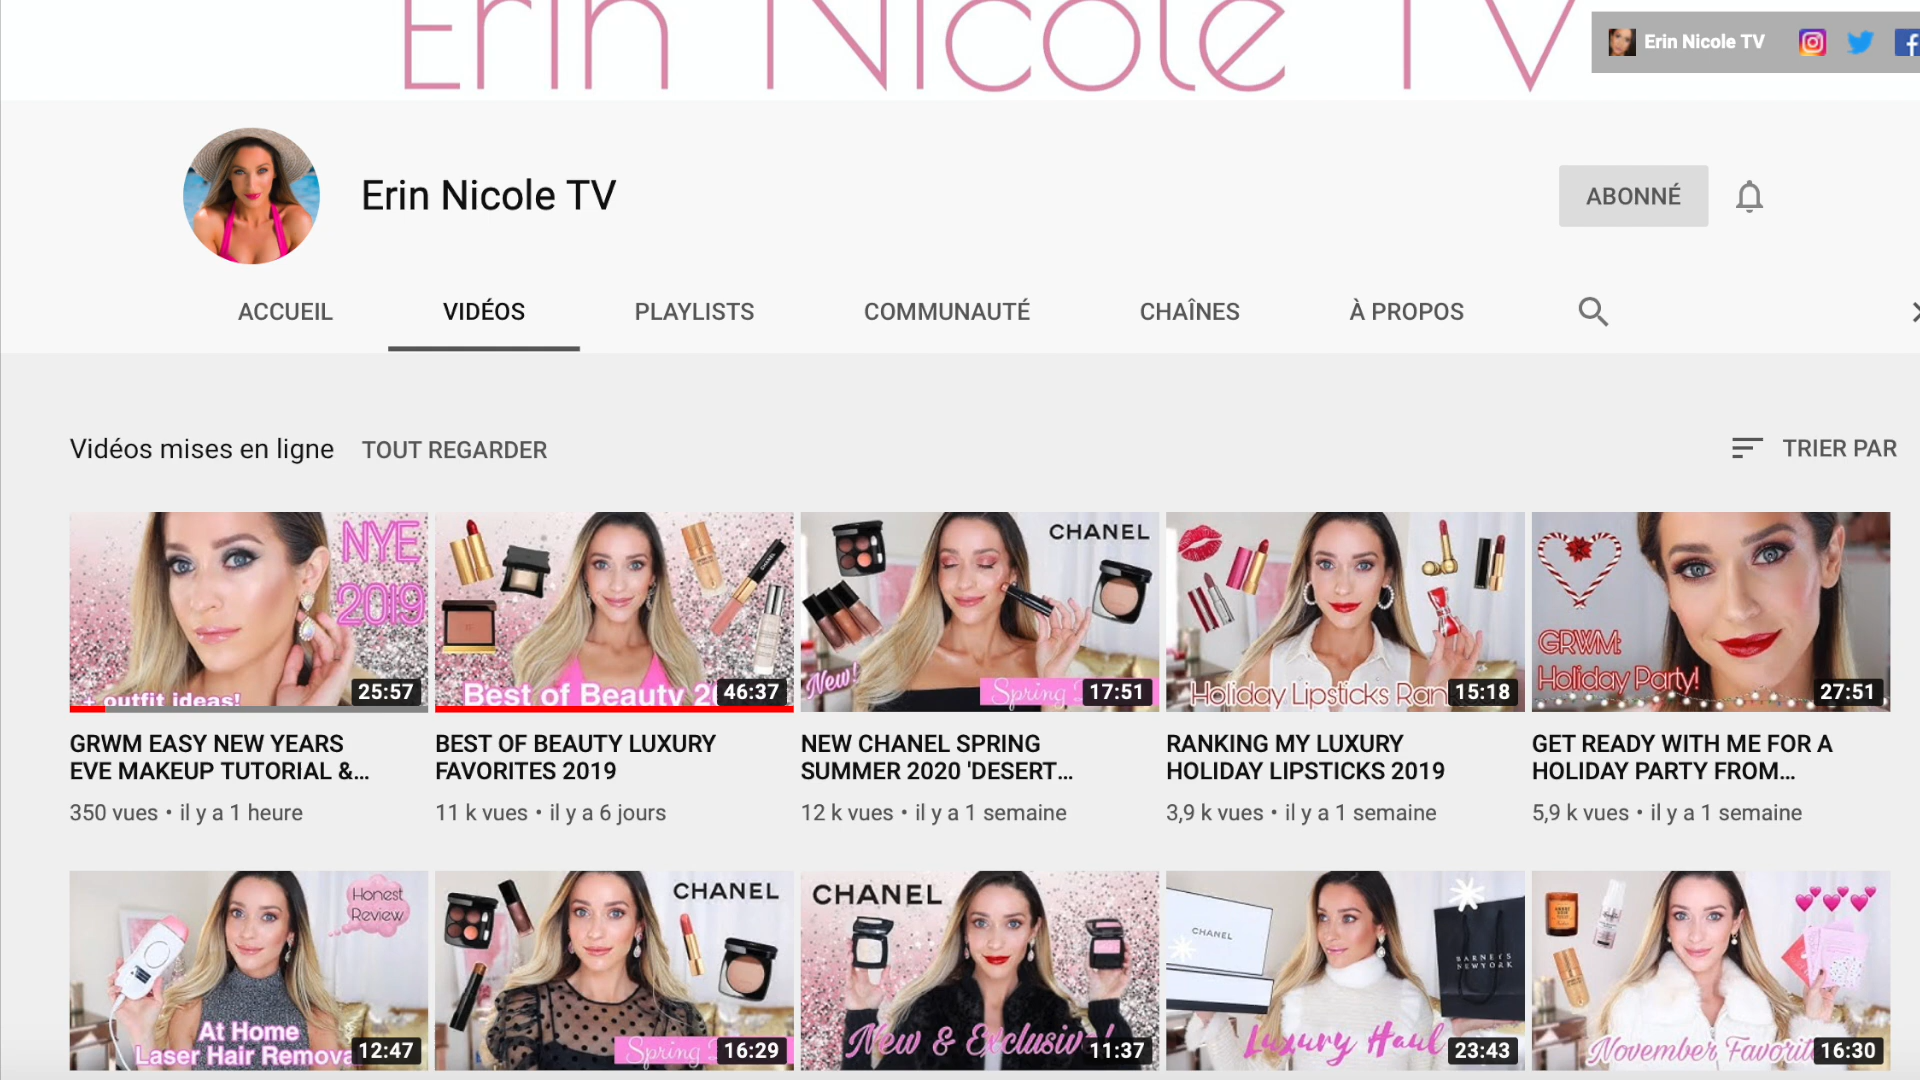 Erin Nicole TV
Erin Nicole TV
Erin Nicole TV
ABONNÉ
ACCUEIL
VIDÉOS
PLAYLISTS
COMMUNAUTÉ
CHAÎNES
À PROPOS
Vidéos mises en ligne
TOUT REGARDER
TRIER PAR
NYE
2019
+ outfit ideas!
25:57
Best of Beauty
46:37
CHANEL
New!
Spring
17:51
Holiday Lipsticks Ran
15:18
GRWM:
Holiday Party!
27:51
GRWM EASY NEW YEARS
EVE MAKEUP TUTORIAL &...
350 vues • il y a 1 heure
BEST OF BEAUTY LUXURY
FAVORITES 2019
11 k vues • il y a 6 jours
NEW CHANEL SPRING
SUMMER 2020 'DESERT...
12 k vues • il y a 1 semaine
RANKING MY LUXURY
HOLIDAY LIPSTICKS 2019
3,9 k vues • il y a 1 semaine
GET READY WITH ME FOR A
HOLIDAY PARTY FROM...
5,9 k vues • il y a 1 semaine
Honest
Review
At Home
Laser Hair Remova
12:47
CHANEL
Spring
16:29
CHANEL
New & Exclusiv !
11:37
CHANEL
BARNEYS
NEWYORK
Luxury Haul
23:43
November Favorit
16:30